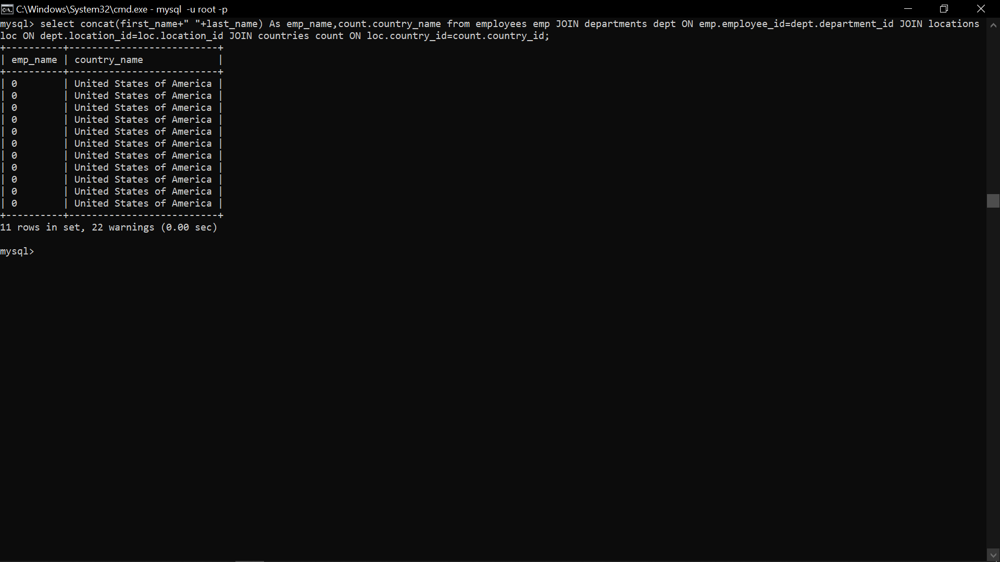 C:\Windows\System32\cmd.exe - mysql  -u root -p
mysql> select concat(first_name+" "+last_name) As emp_name,count.country_name from employees emp JOIN departments dept ON emp.employee_id=dept.department_id JOIN locations
loc ON dept.location_id=loc.location_id JOIN countries count ON loc.country_id=count.country_id;
+----------+--------------------------+
| emp_name | country_name             |
+----------+--------------------------+
| 0        | United States of America |
| 0        | United States of America |
| 0        | United States of America |
| 0        | United States of America |
| 0        | United States of America |
| 0        | United States of America |
| 0        | United States of America |
| 0        | United States of America |
| 0        | United States of America |
| 0        | United States of America |
| 0        | United States of America |
+----------+--------------------------+
11 rows in set, 22 warnings (0.00 sec)
mysql>